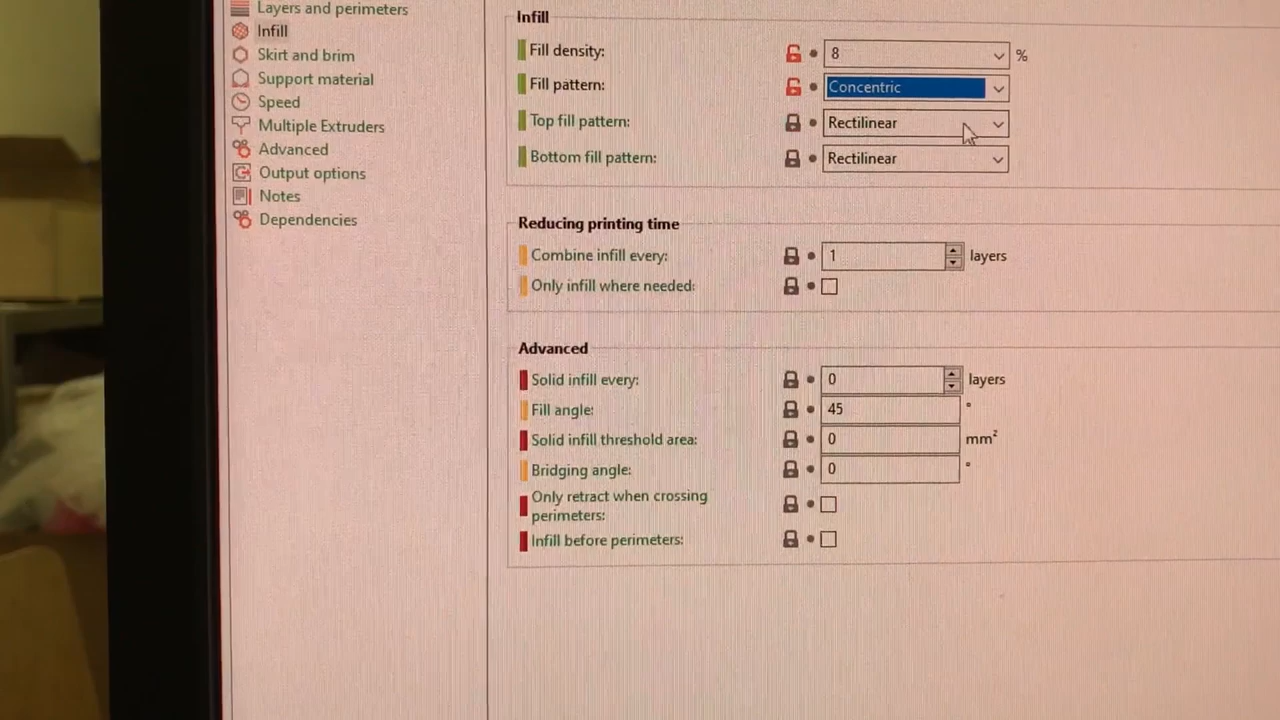 Layers and perimeters
Infill
Skirt and brim
Support material
Speed
Multiple Extruders
Advanced
Output options
Notes
Dependencies
Infill
Fill density: 8 %
Fill pattern: Concentric
Top fill pattern: Rectilinear
Bottom fill pattern: Rectilinear
Reducing printing time
Combine infill every: 1 layers
Only infill where needed:
Advanced
Solid infill every: 0 layers
Fill angle: 45 °
Solid infill threshold area: 0 mm²
Bridging angle: 0 °
Only retract when crossing
perimeters:
Infill before perimeters: